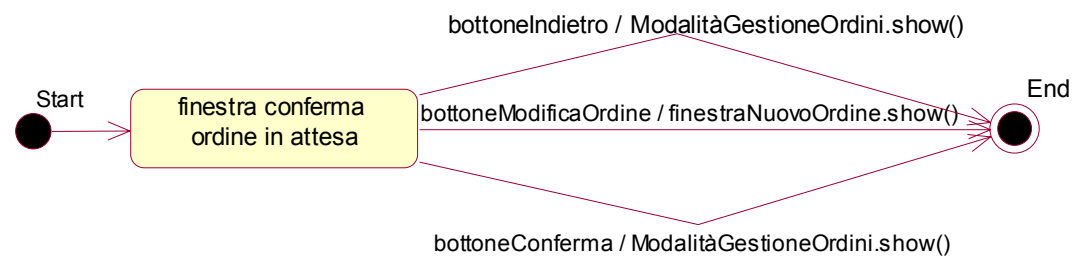 bottoneIndietro / ModalitàGestioneOrdini.show()
Start
End
finestra conferma
ordine in attesa
bottoneModificaOrdine / finestraNuovoOrdine.show()
bottoneConferma / ModalitàGestioneOrdini.show()